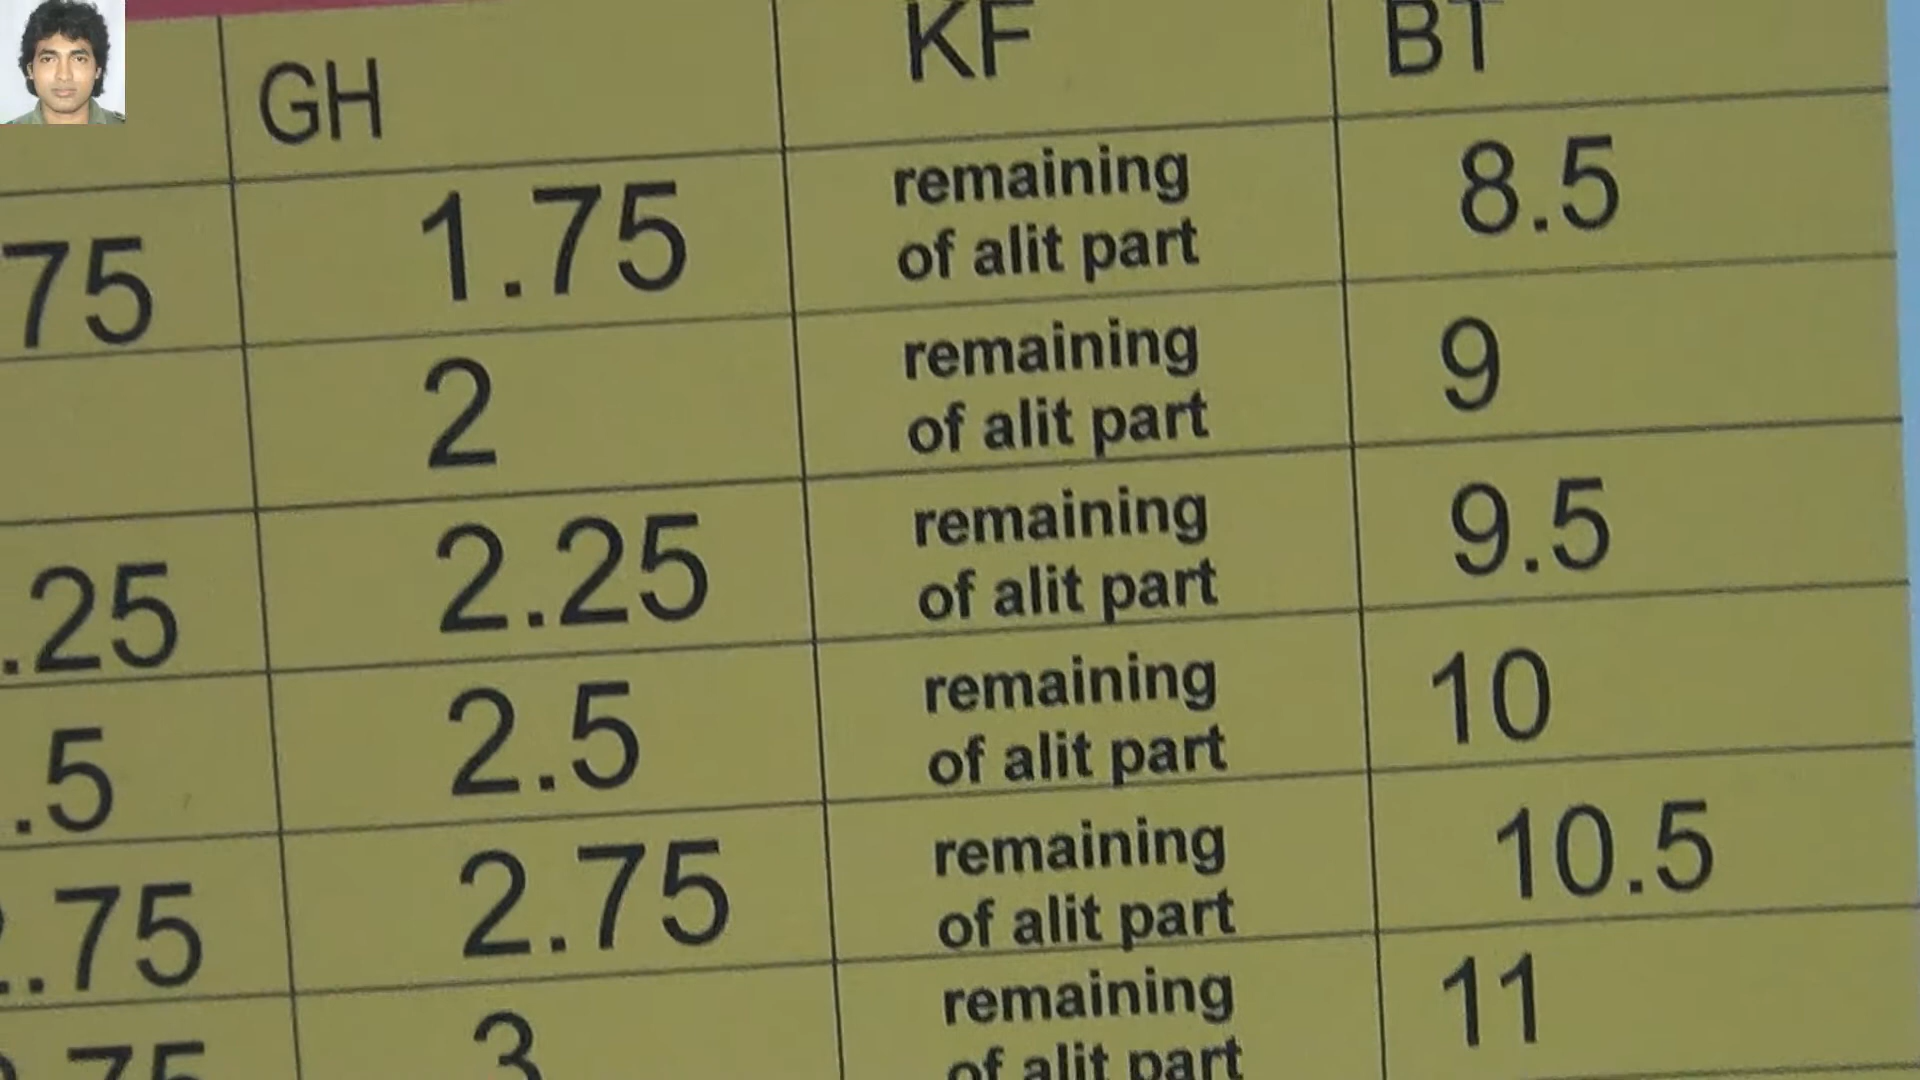 GH KF BT
75 1.75 remaining 8.5
of alit part
2 remaining 9
of alit part
.25 2.25 remaining 9.5
of alit part
.5 2.5 remaining 10
of alit part
.75 2.75 remaining 10.5
of alit part
75 3 remaining 11
of alit part